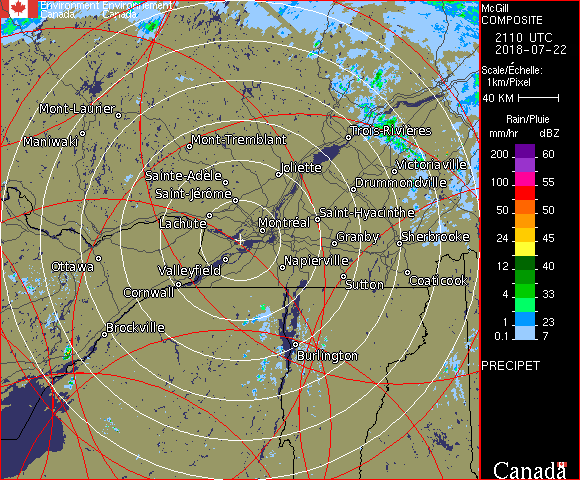 Environment Environnement
Canada Canada
McGill
COMPOSITE
2110 UTC
2018-07-22
Scale/Échelle:
1km/Pixel
40 KM
Rain/Pluie
mm/hr dBZ
200 60
55
100 55
50 50
24 45
12 40
4 33
1 23
0.1 7
PRECIPET
Canada
Mont-Laurier
Maniwaki
Mont-Tremblant
Trois-Rivières
Sainte-Adèle
Joliette
Victoriaville
Saint-Jérôme
Drummondville
Lachute
Montréal
Saint-Hyacinthe
Granby
Sherbrooke
Ottawa
Valleyfield
Napierville
Cornwall
Sutton
Coaticook
Brockville
Burlington